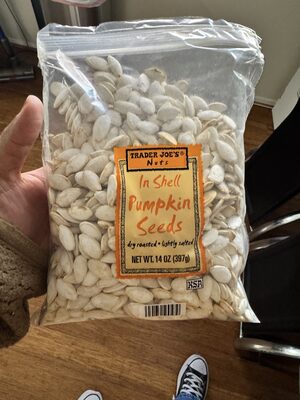 TRADER JOE'S®
Nuts
In Shell
Pumpkin
Seeds
dry roasted & lightly salted
NET WT. 14 OZ (397g)